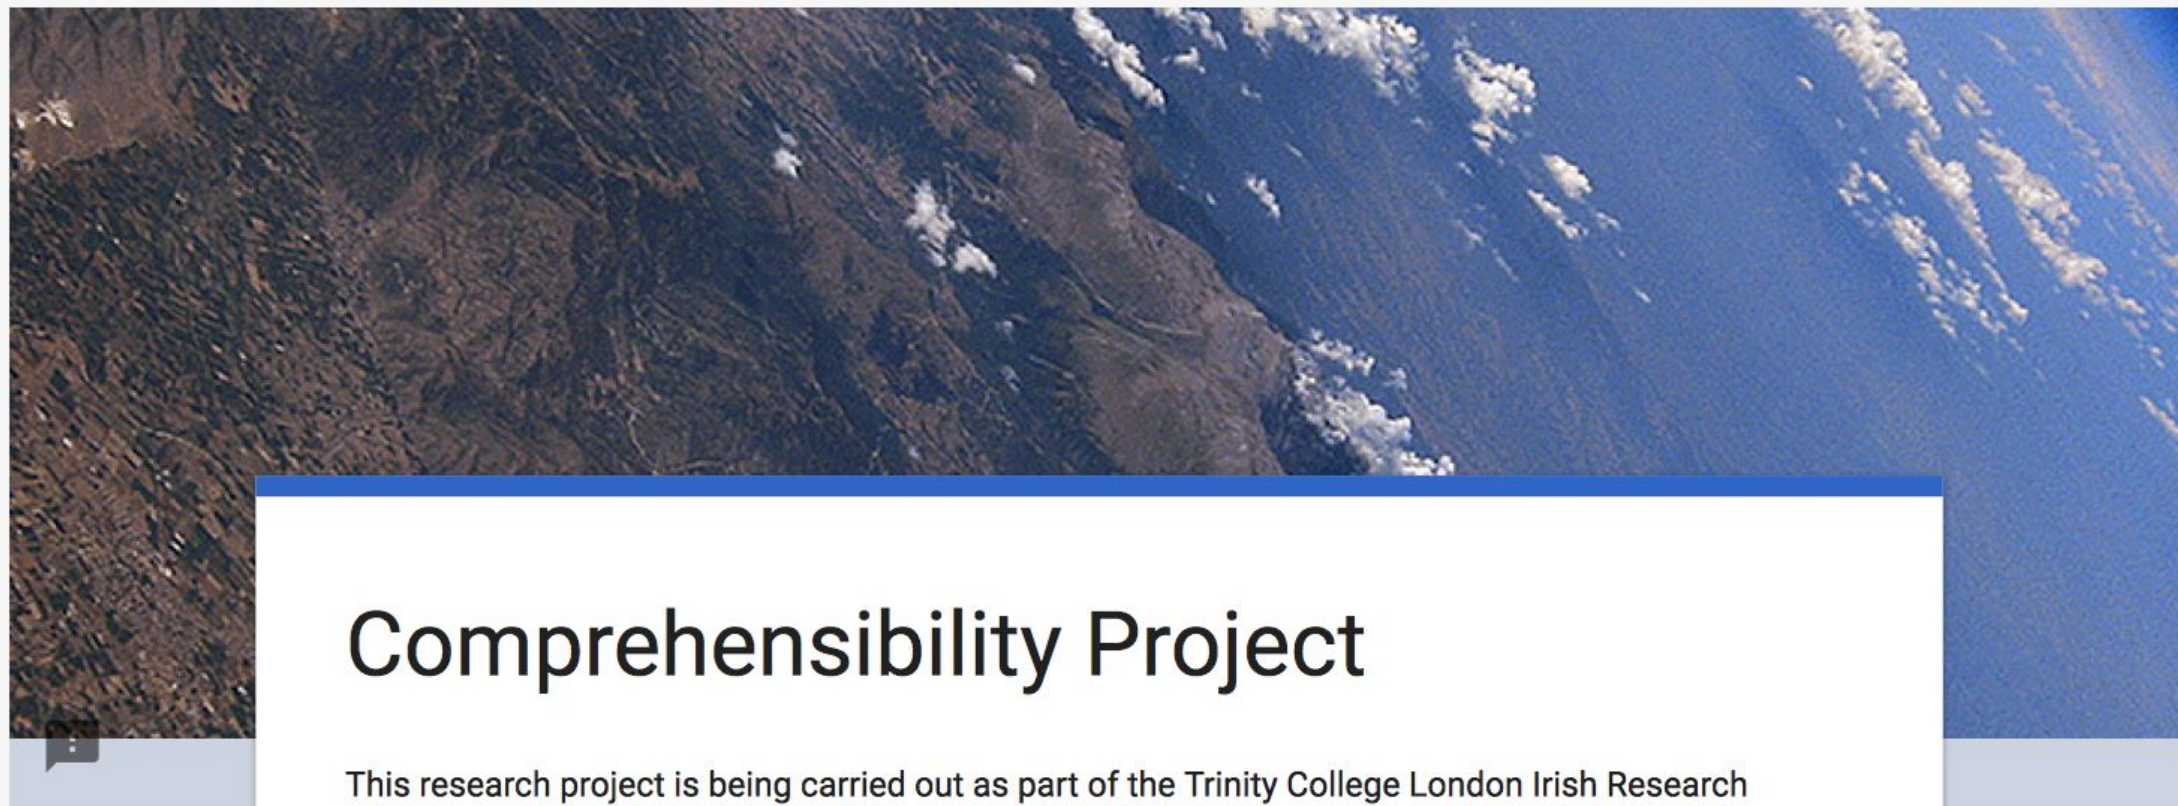 Comprehensibility Project
This research project is being carried out as part of the Trinity College London Irish Research